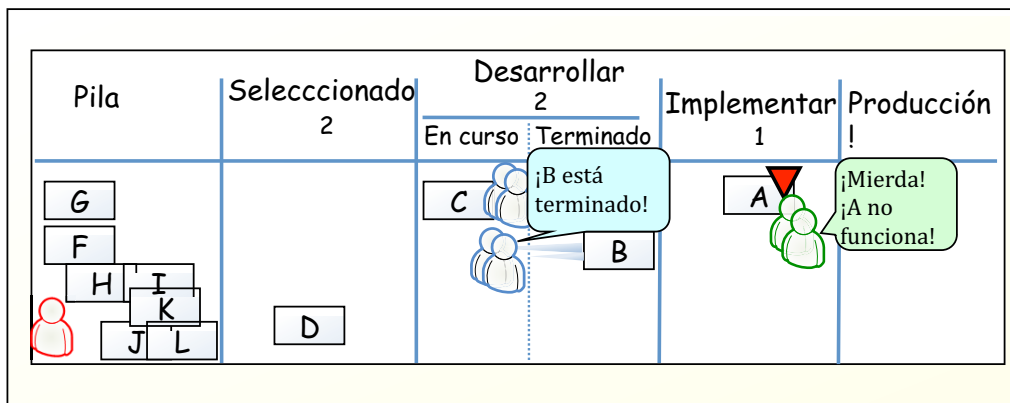 Pila
Selecccionado
2
Desarrollar
2
En curso
Terminado
Implementar
1
Producción
!
G
F
H
I
K
J
L
D
C
¡B está
terminado!
B
A
¡Mierda!
¡A no
funciona!